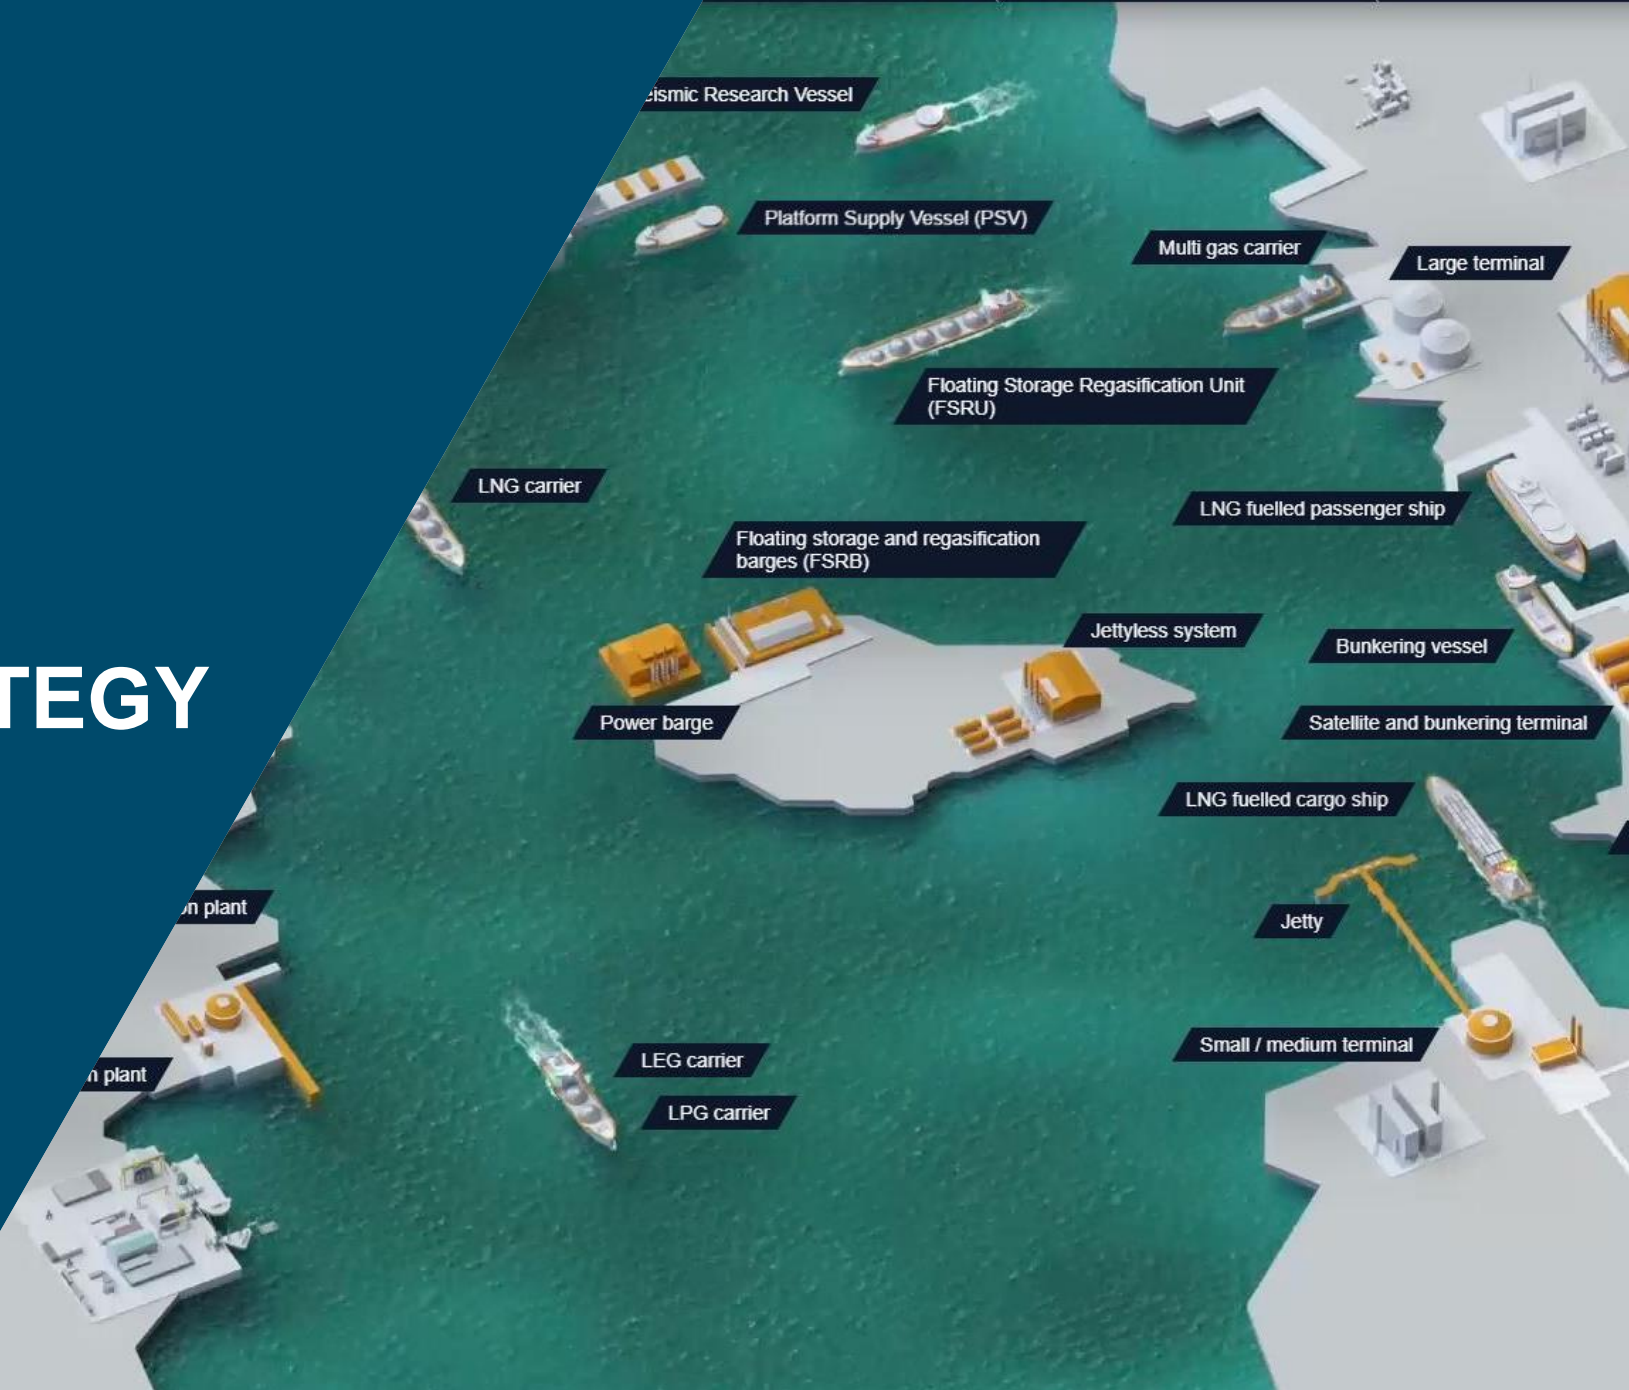 eismic Research Vessel
Platform Supply Vessel (PSV)
Multi gas carrier
Large terminal
Floating Storage Regasification Unit
(FSRU)
LNG carrier
LNG fuelled passenger ship
Floating storage and regasification
barges (FSRB)
Jettyless system
Bunkering vessel
TEGY
Power barge
Satellite and bunkering terminal
LNG fuelled cargo ship
on plant
Jetty
Small / medium terminal
LEG carrier
n plant
LPG carrier